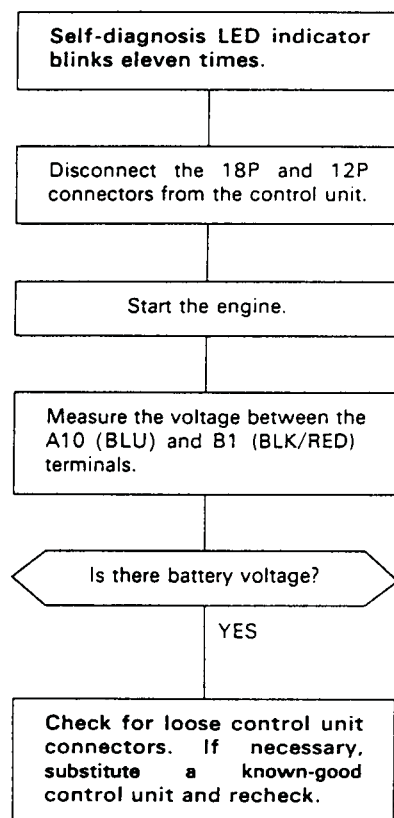 Self-diagnosis LED indicator
blinks eleven times.
Disconnect the 18P and 12P
connectors from the control unit.
Start the engine.
Measure the voltage between the
A10 (BLU) and B1 (BLK/RED)
terminals.
Is there battery voltage?
YES
Check for loose control unit
connectors. If necessary,
substitute a known-good
control unit and recheck.